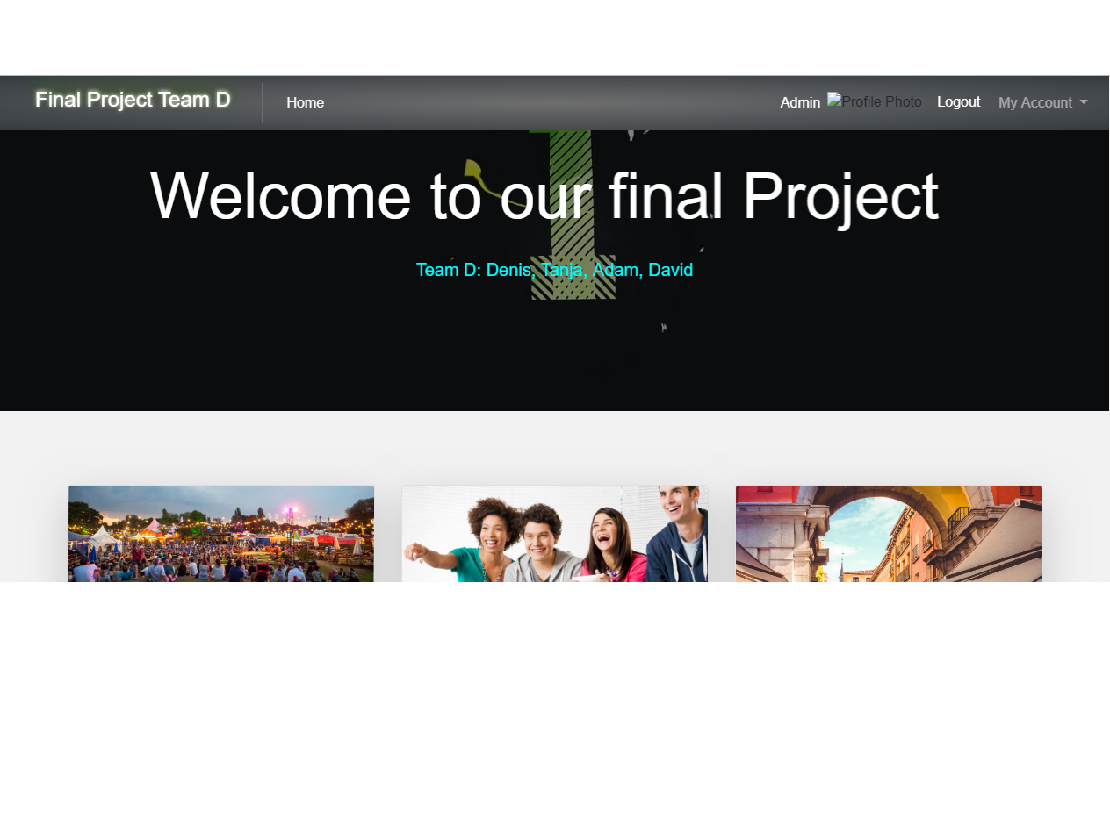 Final Project Team D
Home
Admin Profile Photo Logout My Account
Welcome to our final Project
Team D: Denis, Tanja, Adam, David